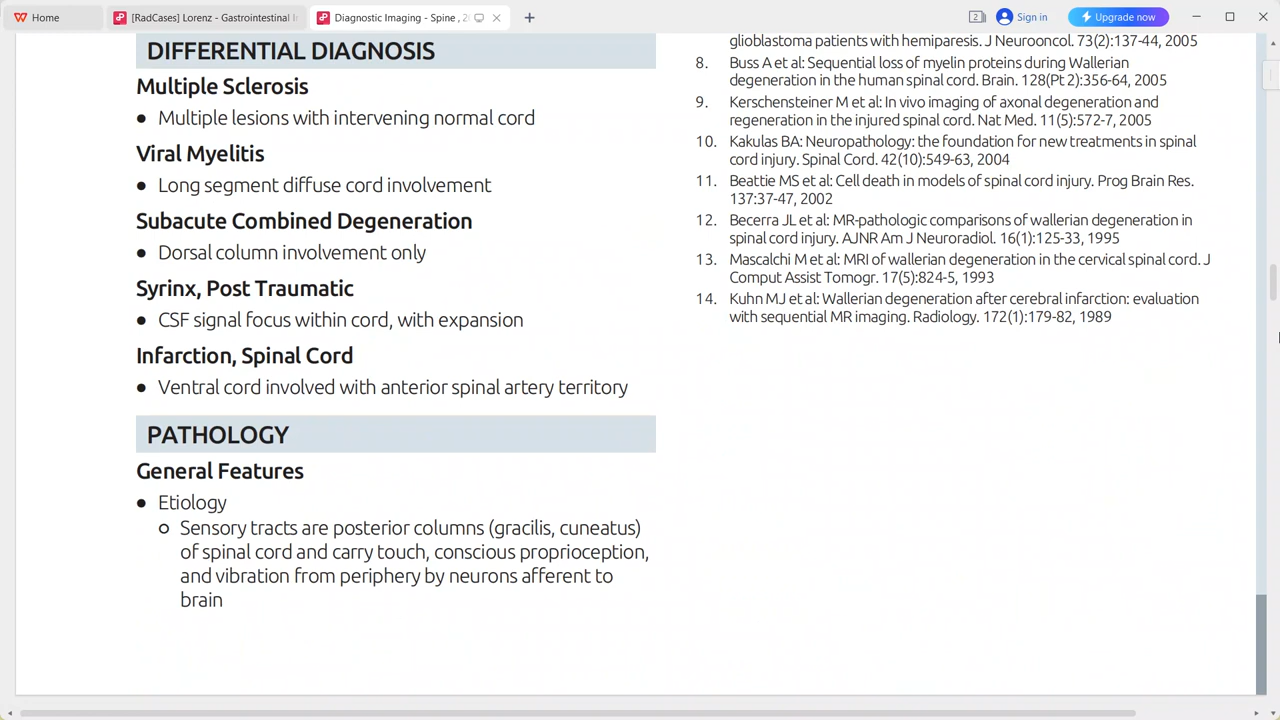 Home
[RadCases] Lorenz - Gastrointestinal I
Diagnostic Imaging - Spine , 2
2
Sign in
Upgrade now
DIFFERENTIAL DIAGNOSIS
Multiple Sclerosis
● Multiple lesions with intervening normal cord
Viral Myelitis
● Long segment diffuse cord involvement
Subacute Combined Degeneration
● Dorsal column involvement only
Syrinx, Post Traumatic
● CSF signal focus within cord, with expansion
Infarction, Spinal Cord
● Ventral cord involved with anterior spinal artery territory
PATHOLOGY
General Features
● Etiology
○ Sensory tracts are posterior columns (gracilis, cuneatus)
of spinal cord and carry touch, conscious proprioception,
and vibration from periphery by neurons afferent to
brain
glioblastoma patients with hemiparesis. J Neurooncol. 73(2):137-44, 2005
8. Buss A et al: Sequential loss of myelin proteins during Wallerian
degeneration in the human spinal cord. Brain. 128(Pt 2):356-64, 2005
9. Kerschensteiner M et al: In vivo imaging of axonal degeneration and
regeneration in the injured spinal cord. Nat Med. 11(5):572-7, 2005
10. Kakulas BA: Neuropathology: the foundation for new treatments in spinal
cord injury. Spinal Cord. 42(10):549-63, 2004
11. Beattie MS et al: Cell death in models of spinal cord injury. Prog Brain Res.
137:37-47, 2002
12. Becerra JL et al: MR-pathologic comparisons of wallerian degeneration in
spinal cord injury. AJNR Am J Neuroradiol. 16(1):125-33, 1995
13. Mascalchi M et al: MRI of wallerian degeneration in the cervical spinal cord. J
Comput Assist Tomogr. 17(5):824-5, 1993
14. Kuhn MJ et al: Wallerian degeneration after cerebral infarction: evaluation
with sequential MR imaging. Radiology. 172(1):179-82, 1989